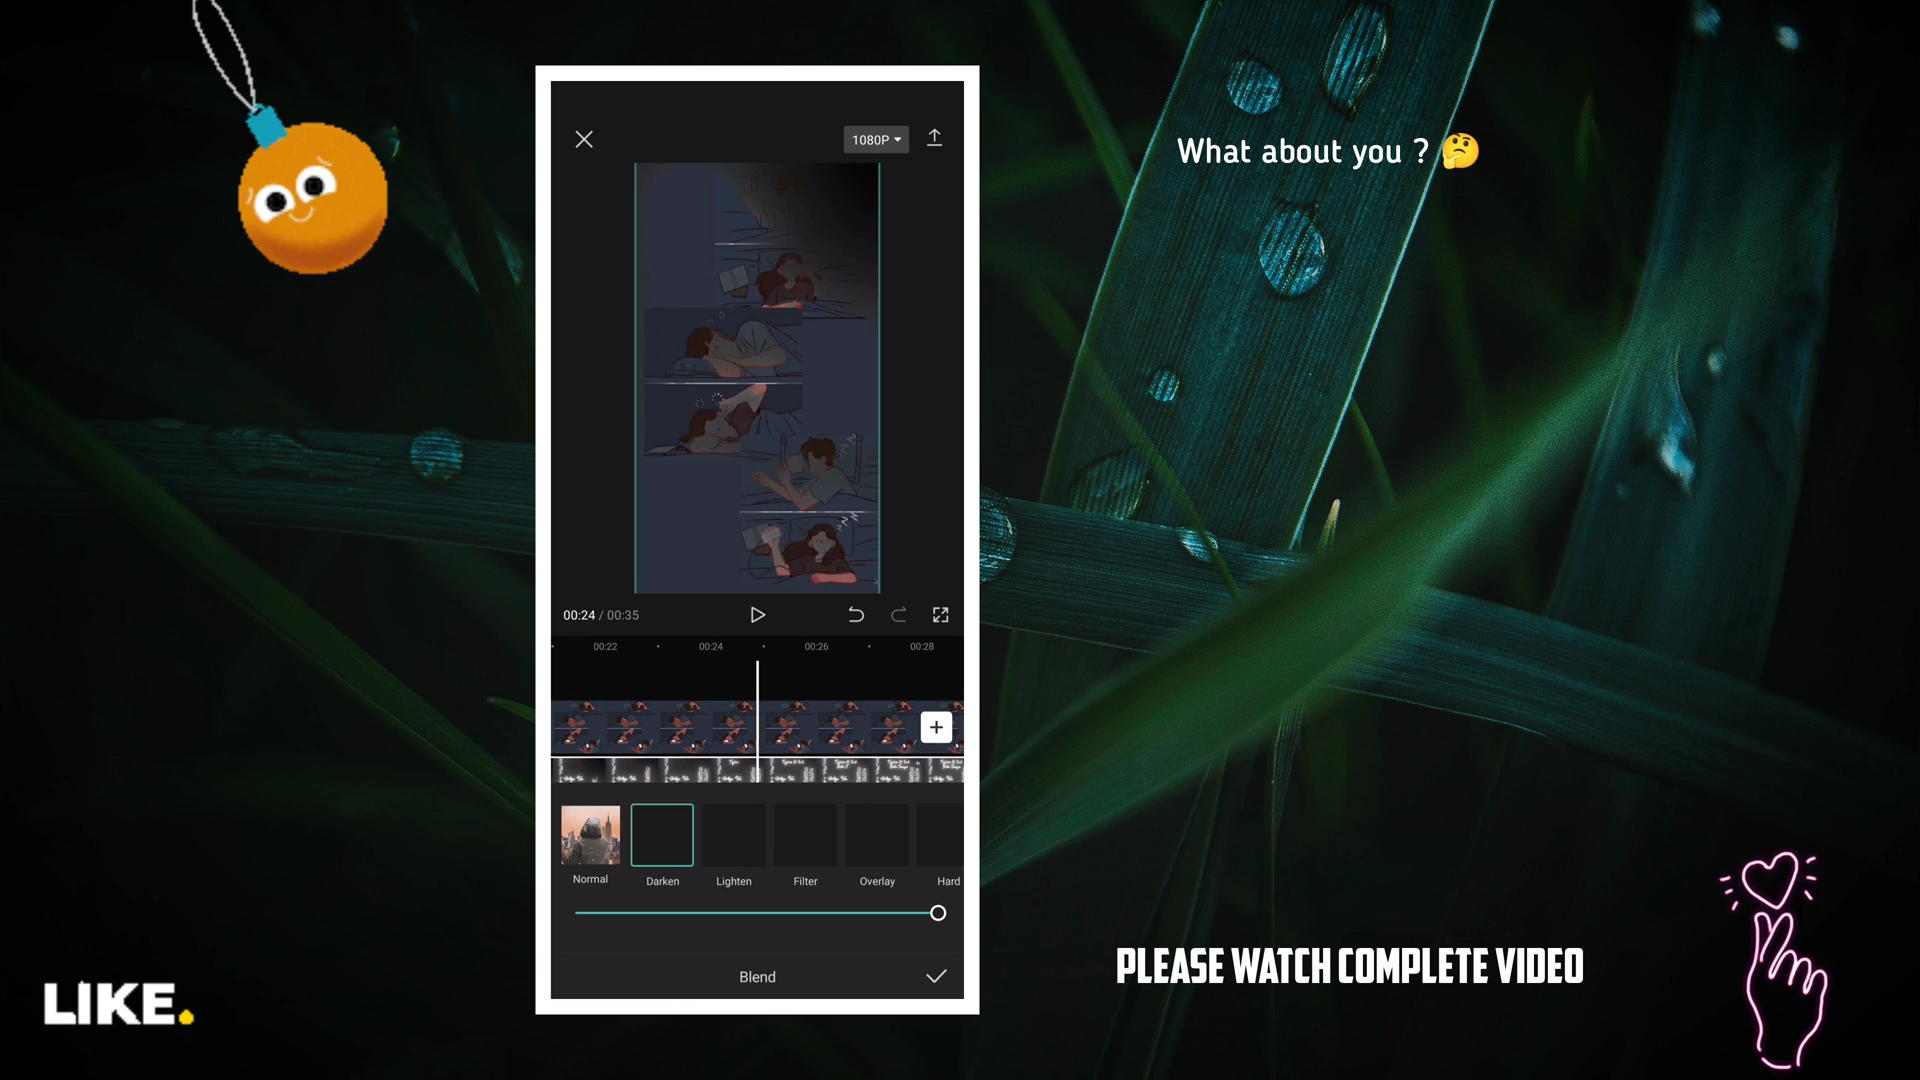 What about you ? 🤔
1080P
00:24 / 00:35
00:22
00:24
00:26
00:28
Normal
Darken
Lighten
Filter
Overlay
Hard
Blend
PLEASE WATCH COMPLETE VIDEO
LIKE.